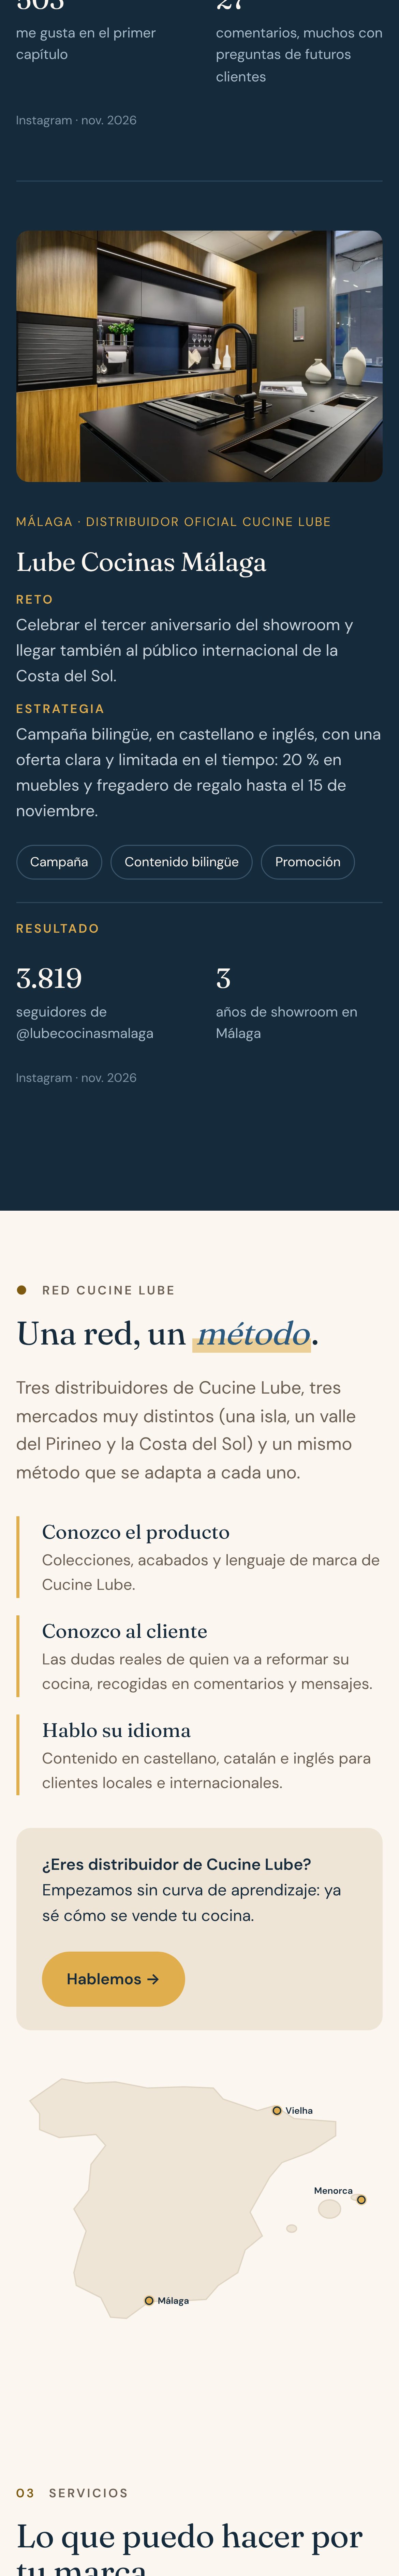 503
27
me gusta en el primer
capítulo
comentarios, muchos con
preguntas de futuros
clientes
Instagram · nov. 2026
MÁLAGA · DISTRIBUIDOR OFICIAL CUCINE LUBE
Lube Cocinas Málaga
RETO
Celebrar el tercer aniversario del showroom y
llegar también al público internacional de la
Costa del Sol.
ESTRATEGIA
Campaña bilingüe, en castellano e inglés, con una
oferta clara y limitada en el tiempo: 20 % en
muebles y fregadero de regalo hasta el 15 de
noviembre.
Campaña
Contenido bilingüe
Promoción
RESULTADO
3.819
seguidores de
@lubecocinasmalaga
3
años de showroom en
Málaga
Instagram · nov. 2026
RED CUCINE LUBE
Una red, un método.
Tres distribuidores de Cucine Lube, tres
mercados muy distintos (una isla, un valle
del Pirineo y la Costa del Sol) y un mismo
método que se adapta a cada uno.
Conozco el producto
Colecciones, acabados y lenguaje de marca de
Cucine Lube.
Conozco al cliente
Las dudas reales de quien va a reformar su
cocina, recogidas en comentarios y mensajes.
Hablo su idioma
Contenido en castellano, catalán e inglés para
clientes locales e internacionales.
¿Eres distribuidor de Cucine Lube?
Empezamos sin curva de aprendizaje: ya
sé cómo se vende tu cocina.
Hablemos →
Vielha
Menorca
Málaga
03 SERVICIOS
Lo que puedo hacer por
tu marca